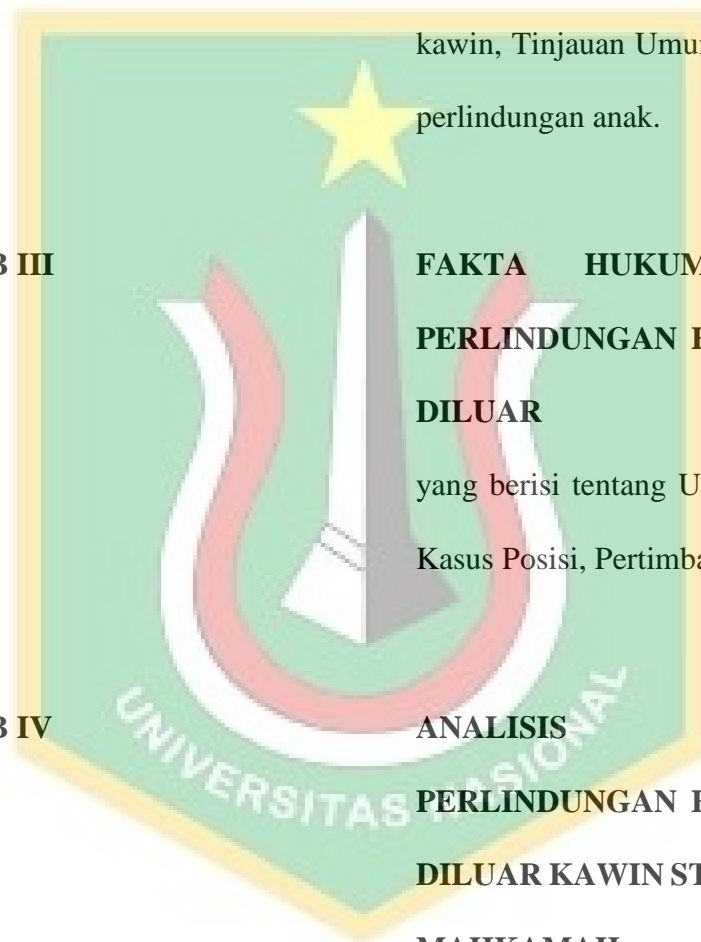 kawin, Tinjauan Umu
perlindungan anak.
B III
FAKTA HUKUM
PERLINDUNGAN
DILUAR
yang berisi tentang U
Kasus Posisi, Pertimba
B IV
ANALISIS
PERLINDUNGAN
DILUAR KAWIN ST
MAHKAMAH
UNIVERSITAS NASIONAL